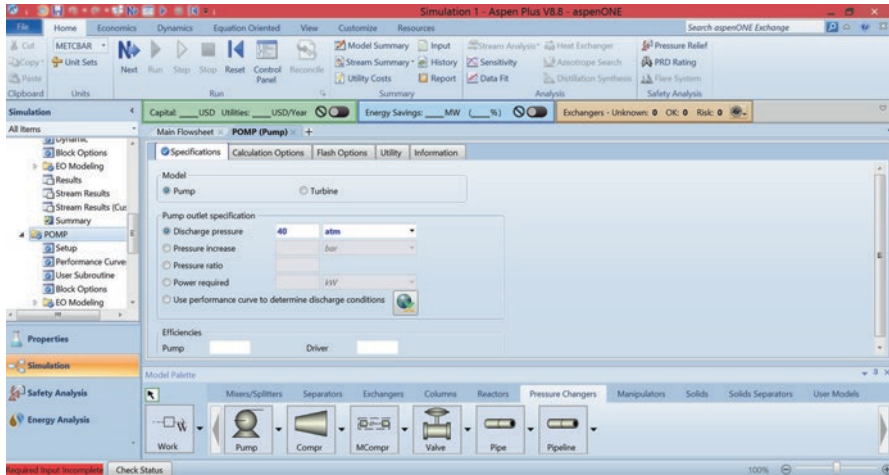 Simulation 1 - Aspen Plus V8.8 - aspenONE
File Home Economics Dynamics Equation Oriented View Customize Resources Search aspenONE Exchange
Cut METCBAR Model Summary Input Stream Analysis Heat Exchanger Pressure Relief
Copy Unit Sets Next Run Step Stop Reset Control Panel Reconcile Stream Summary History Sensitivity Azeotrope Search PRD Rating
Paste Utility Costs Report Data Fit Distillation Synthesis Flare System
Clipboard Units Run Summary Analysis Safety Analysis
Simulation Capital: ____USD Utilities: ____USD/Year Energy Savings: ____MW (____%) Exchangers - Unknown: 0 OK: 0 Risk: 0
All Items Main Flowsheet POMP (Pump) +
Dynamic
Block Options
EO Modeling
Results
Stream Results
Stream Results (Cus
Summary
POMP
Setup
Performance Curve
User Subroutine
Block Options
EO Modeling
Properties
Simulation
Safety Analysis
Energy Analysis
Specifications Calculation Options Flash Options Utility Information
Model
Pump Turbine
Pump outlet specification
Discharge pressure 40 atm
Pressure increase bar
Pressure ratio
Power required kW
Use performance curve to determine discharge conditions
Efficiencies
Pump Driver
Model Palette
Mixers/Splitters Separators Exchangers Columns Reactors Pressure Changers Manipulators Solids Solids Separators User Models
Work Pump Compr MCompr Valve Pipe Pipeline
Required Input Incomplete Check Status 100%